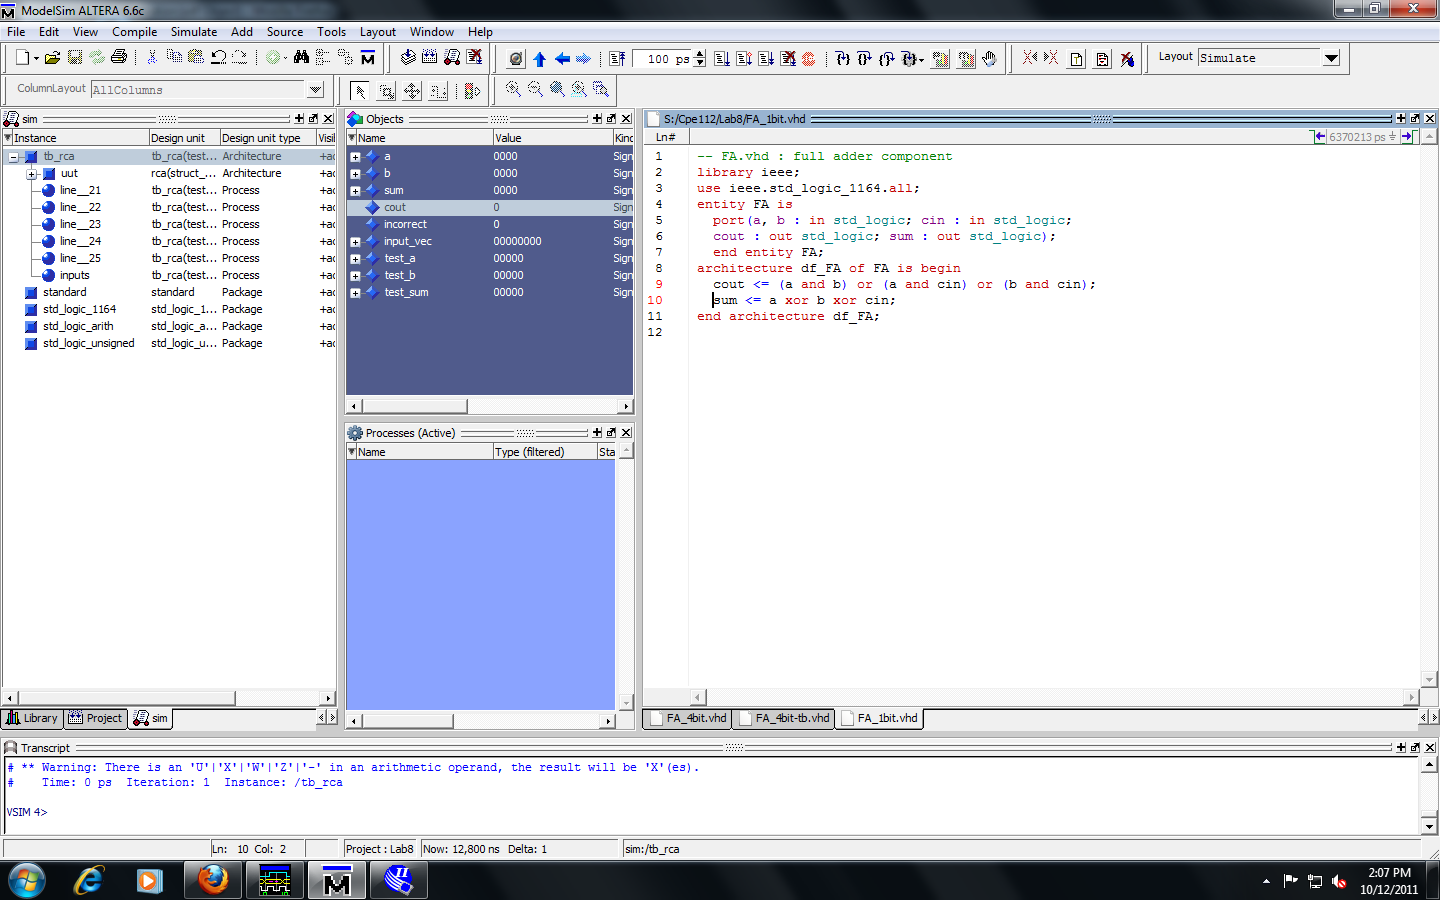 ModelSim ALTERA 6.6c
File Edit View Compile Simulate Add Source Tools Layout Window Help
100 ps
Layout Simulate
ColumnLayout AllColumns
sim
Instance Design unit Design unit type Visil
tb_rca tb_rca(test... Architecture +ac
uut rca(struct_... Architecture +ac
line__21 tb_rca(test... Process +ac
line__22 tb_rca(test... Process +ac
line__23 tb_rca(test... Process +ac
line__24 tb_rca(test... Process +ac
line__25 tb_rca(test... Process +ac
inputs tb_rca(test... Process +ac
standard standard Package +ac
std_logic_1164 std_logic_1... Package +ac
std_logic_arith std_logic_a... Package +ac
std_logic_unsigned std_logic_u... Package +ac
Library Project sim
Objects
Name Value Kind
a 0000 Sign
b 0000 Sign
sum 0000 Sign
cout 0 Sign
incorrect 0 Sign
input_vec 00000000 Sign
test_a 00000 Sign
test_b 00000 Sign
test_sum 00000 Sign
Processes (Active)
Name Type (filtered) Sta
S:/Cpe112/Lab8/FA_1bit.vhd
Ln# 6370213 ps
1 -- FA.vhd : full adder component
2 library ieee;
3 use ieee.std_logic_1164.all;
4 entity FA is
5 port(a, b : in std_logic; cin : in std_logic;
6 cout : out std_logic; sum : out std_logic);
7 end entity FA;
8 architecture df_FA of FA is begin
9 cout <= (a and b) or (a and cin) or (b and cin);
10 sum <= a xor b xor cin;
11 end architecture df_FA;
12
FA_4bit.vhd FA_4bit-tb.vhd FA_1bit.vhd
Transcript
# ** Warning: There is an 'U'|'X'|'W'|'Z'|'-' in an arithmetic operand, the result will be 'X'(es).
# Time: 0 ps Iteration: 1 Instance: /tb_rca
VSIM 4>
Ln: 10 Col: 2 Project : Lab8 Now: 12,800 ns Delta: 1 sim:/tb_rca
2:07 PM
10/12/2011